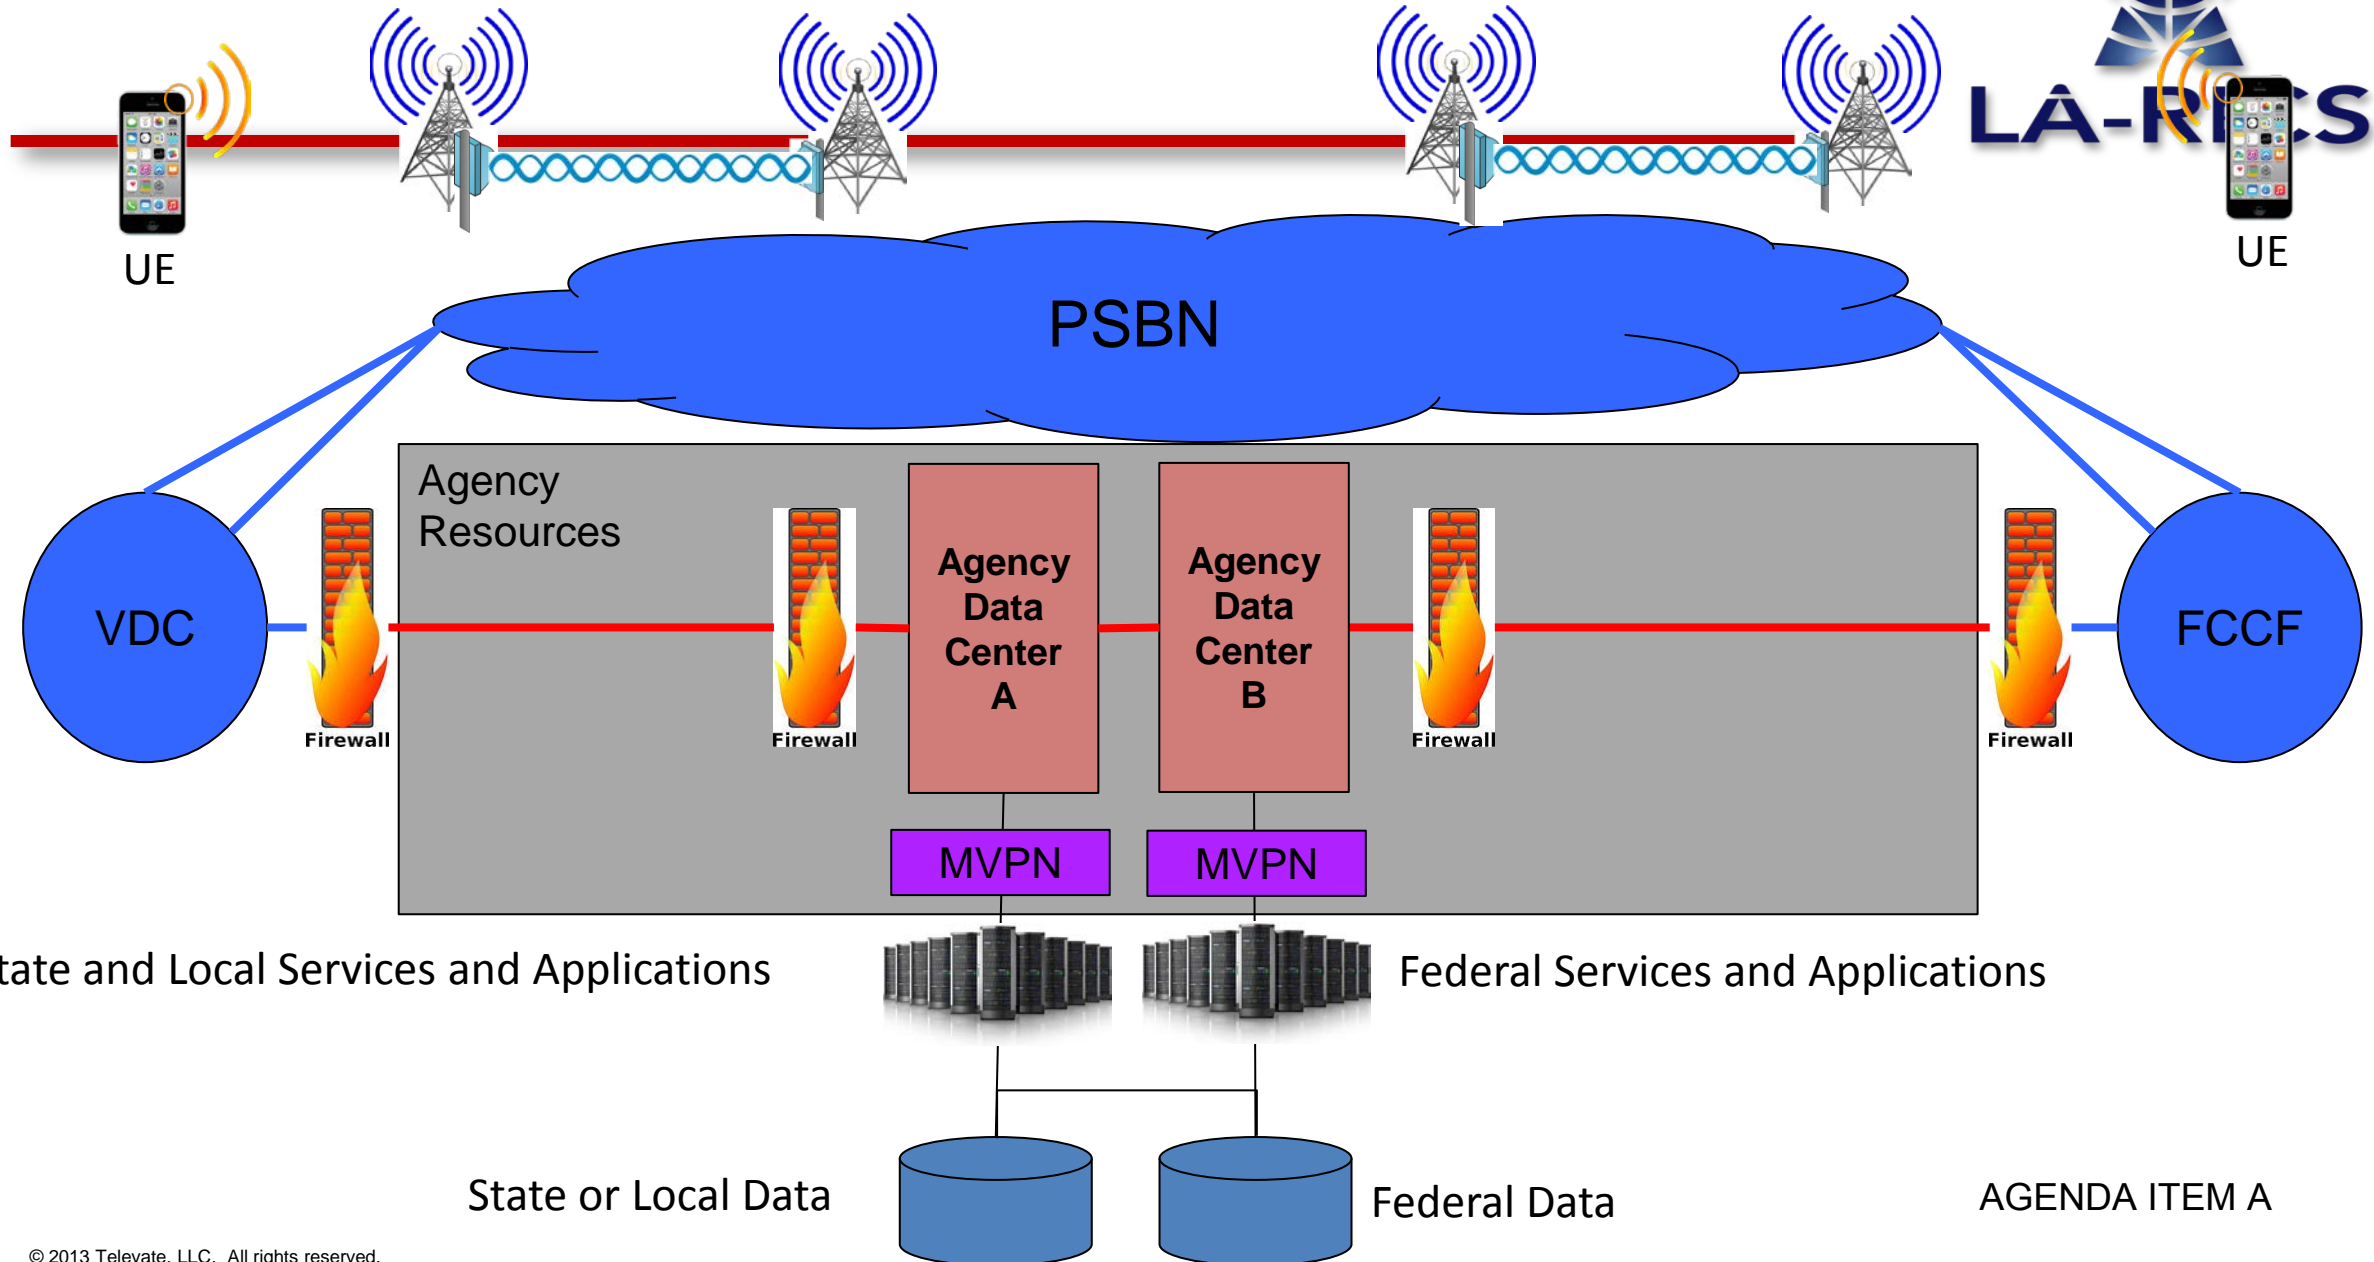 LA-RICS
UE
UE
PSBN
Agency
Resources
Agency
Data
Center
A
Agency
Data
Center
B
VDC
FCCF
Firewall
Firewall
Firewall
Firewall
MVPN
MVPN
tate and Local Services and Applications
Federal Services and Applications
State or Local Data
Federal Data
AGENDA ITEM A
© 2013 Televate, LLC. All rights reserved.